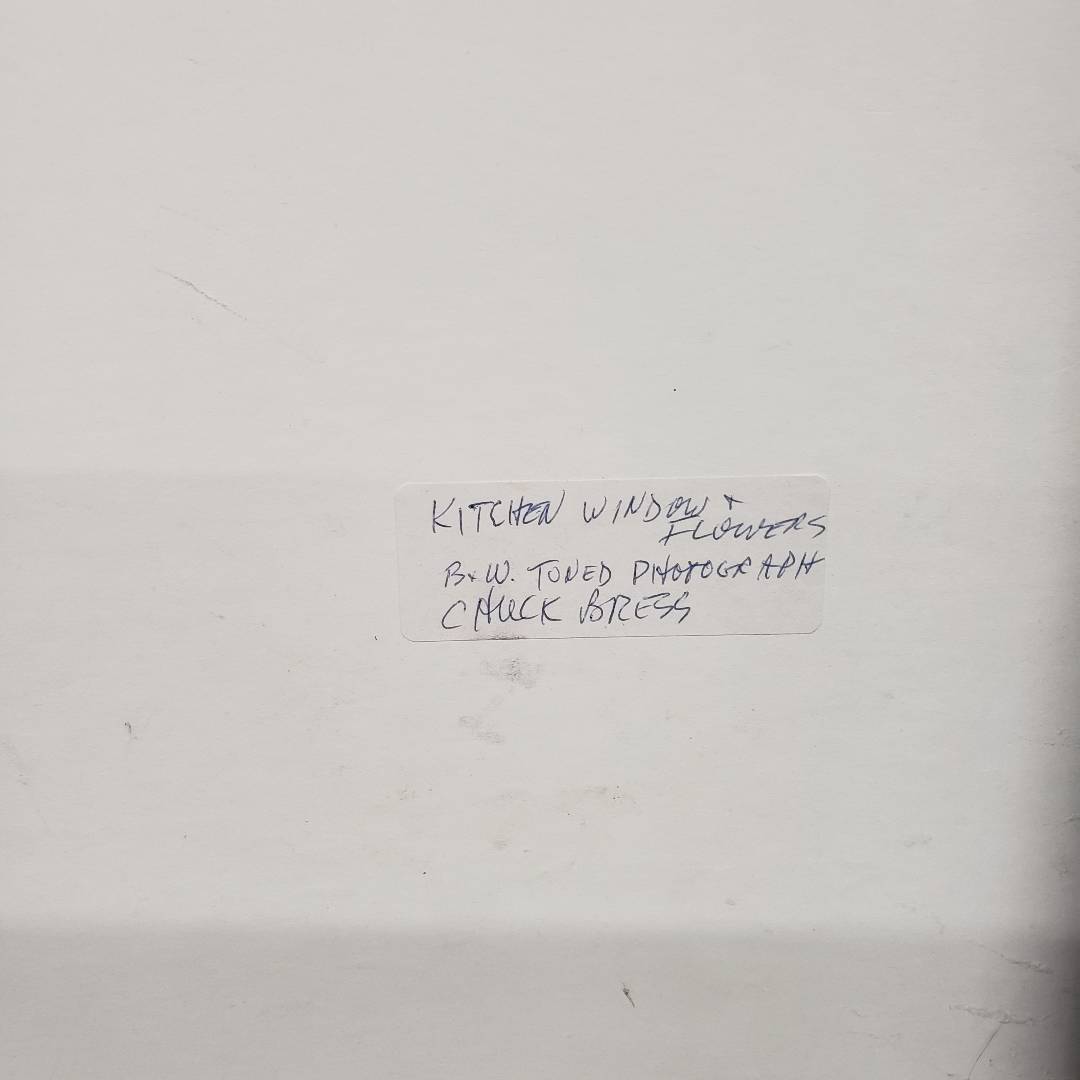 KITCHEN WINDOW +
FLOWERS
B+W. TONED PHOTOGRAPH
CHUCK BRESS